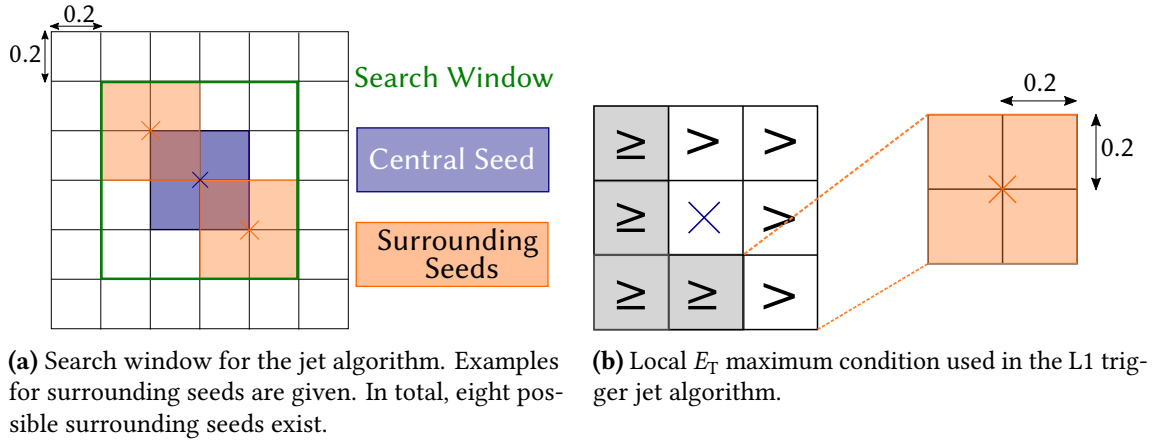 0.2
0.2
Search Window
Central Seed
Surrounding
Seeds
≥ > >
≥ >
≥ ≥ >
0.2
0.2
(a) Search window for the jet algorithm. Examples
for surrounding seeds are given. In total, eight pos-
sible surrounding seeds exist.
(b) Local E_T maximum condition used in the L1 trig-
ger jet algorithm.